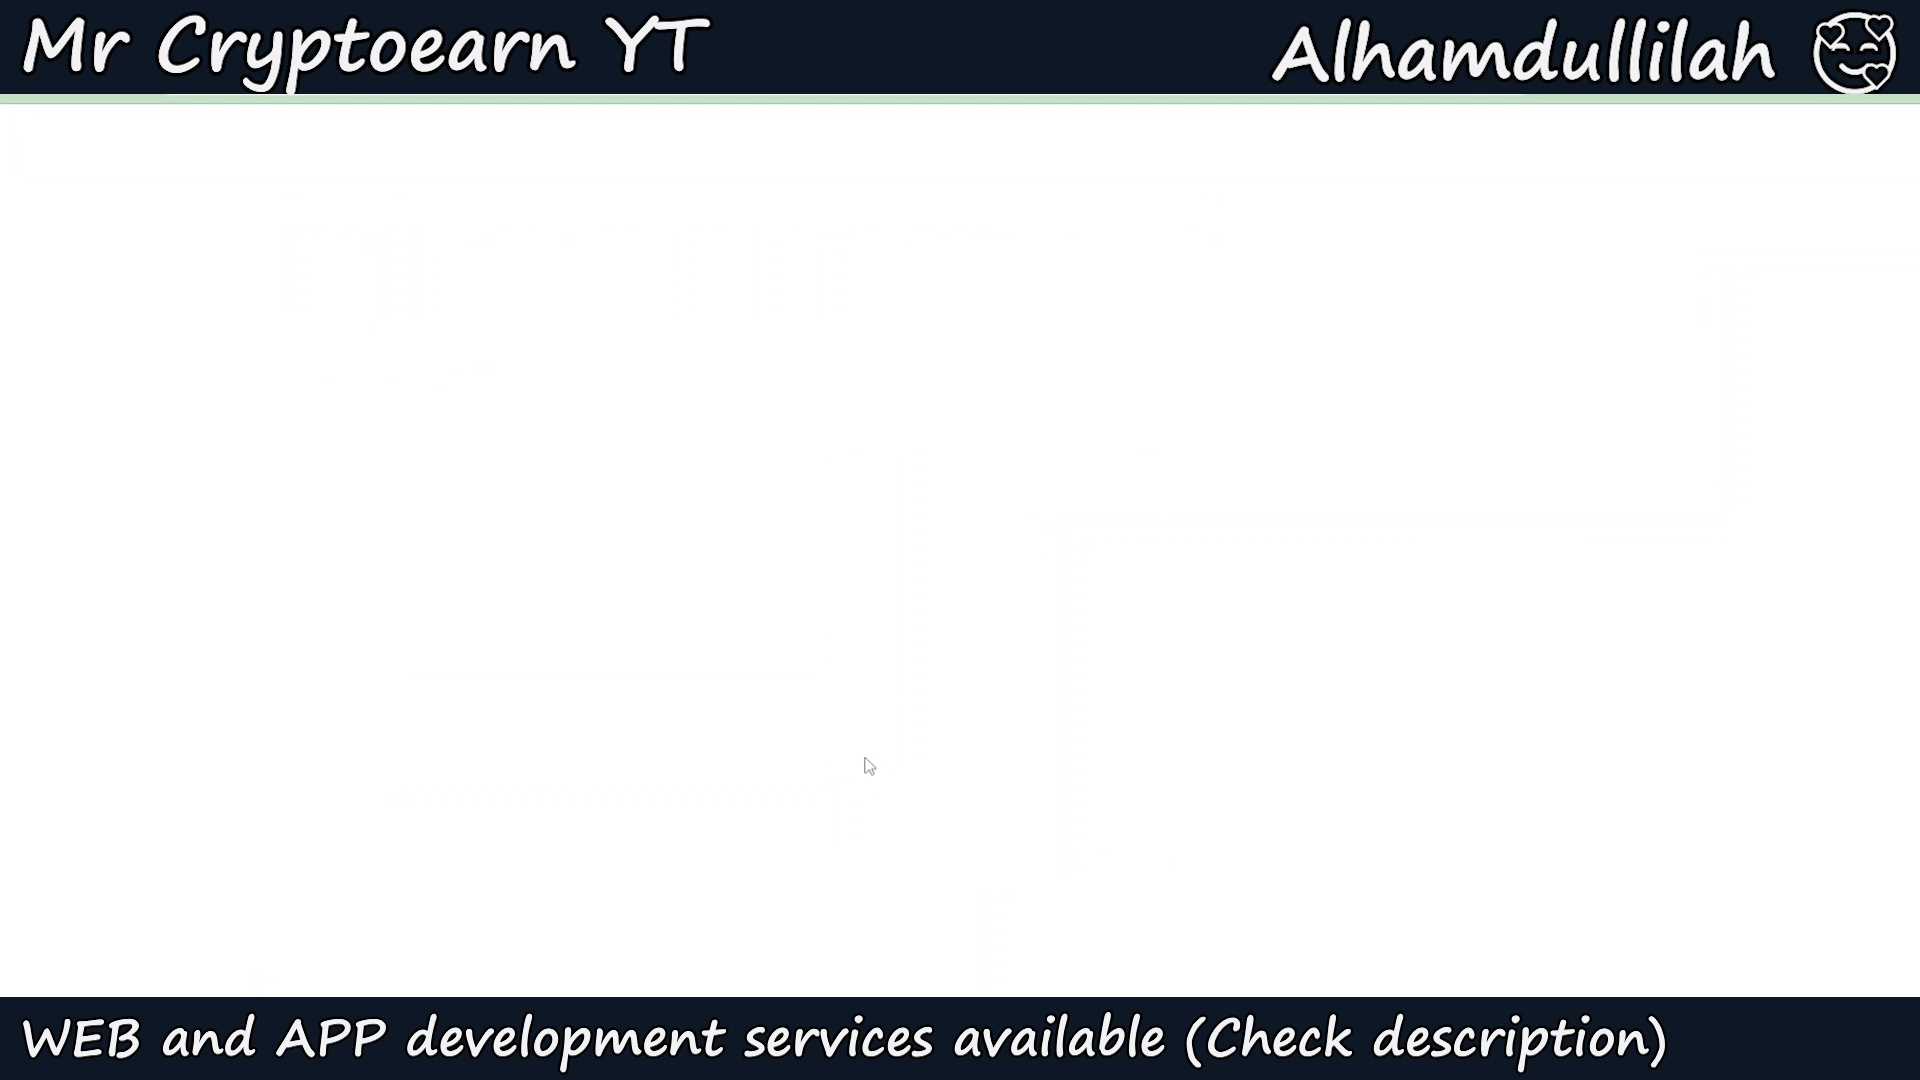 Mr Cryptoearn YT
Alhamdullilah 🥰
WEB and APP development services available (Check description)